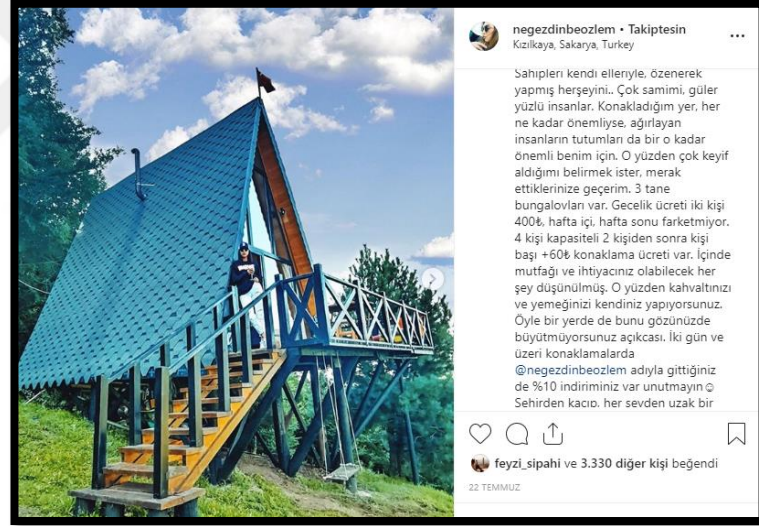 negezdinbeozlem • Takiptesin
Kızılkaya, Sakarya, Turkey
Sahipleri kendi elleriyle, özenerek
yapmış herşeyini.. Çok samimi, güler
yüzlü insanlar. Konakladığım yer, her
ne kadar önemliyse, ağırlayan
insanların tutumları da bir o kadar
önemli benim için. O yüzden çok keyif
aldığımı belirmek ister, merak
ettiklerinize geçerim. 3 tane
bungalovları var. Gecelik ücreti iki kişi
400₺, hafta içi, hafta sonu farketmiyor.
4 kişi kapasiteli 2 kişiden sonra kişi
başı +60₺ konaklama ücreti var. İçinde
mutfağı ve ihtiyacınız olabilecek her
şey düşünülmüş. O yüzden kahvaltınızı
ve yemeğinizi kendiniz yapıyorsunuz.
Öyle bir yerde de bunu gözünüzde
büyütmüyorsunuz açıkcası. İki gün ve
üzeri konaklamalarda
@negezdinbeozlem adıyla gittiğiniz
de %10 indiriminiz var unutmayın☺
Şehirden kaçıp, her şeyden uzak bir
feyzi_sipahi ve 3.330 diğer kişi beğendi
22 TEMMUZ